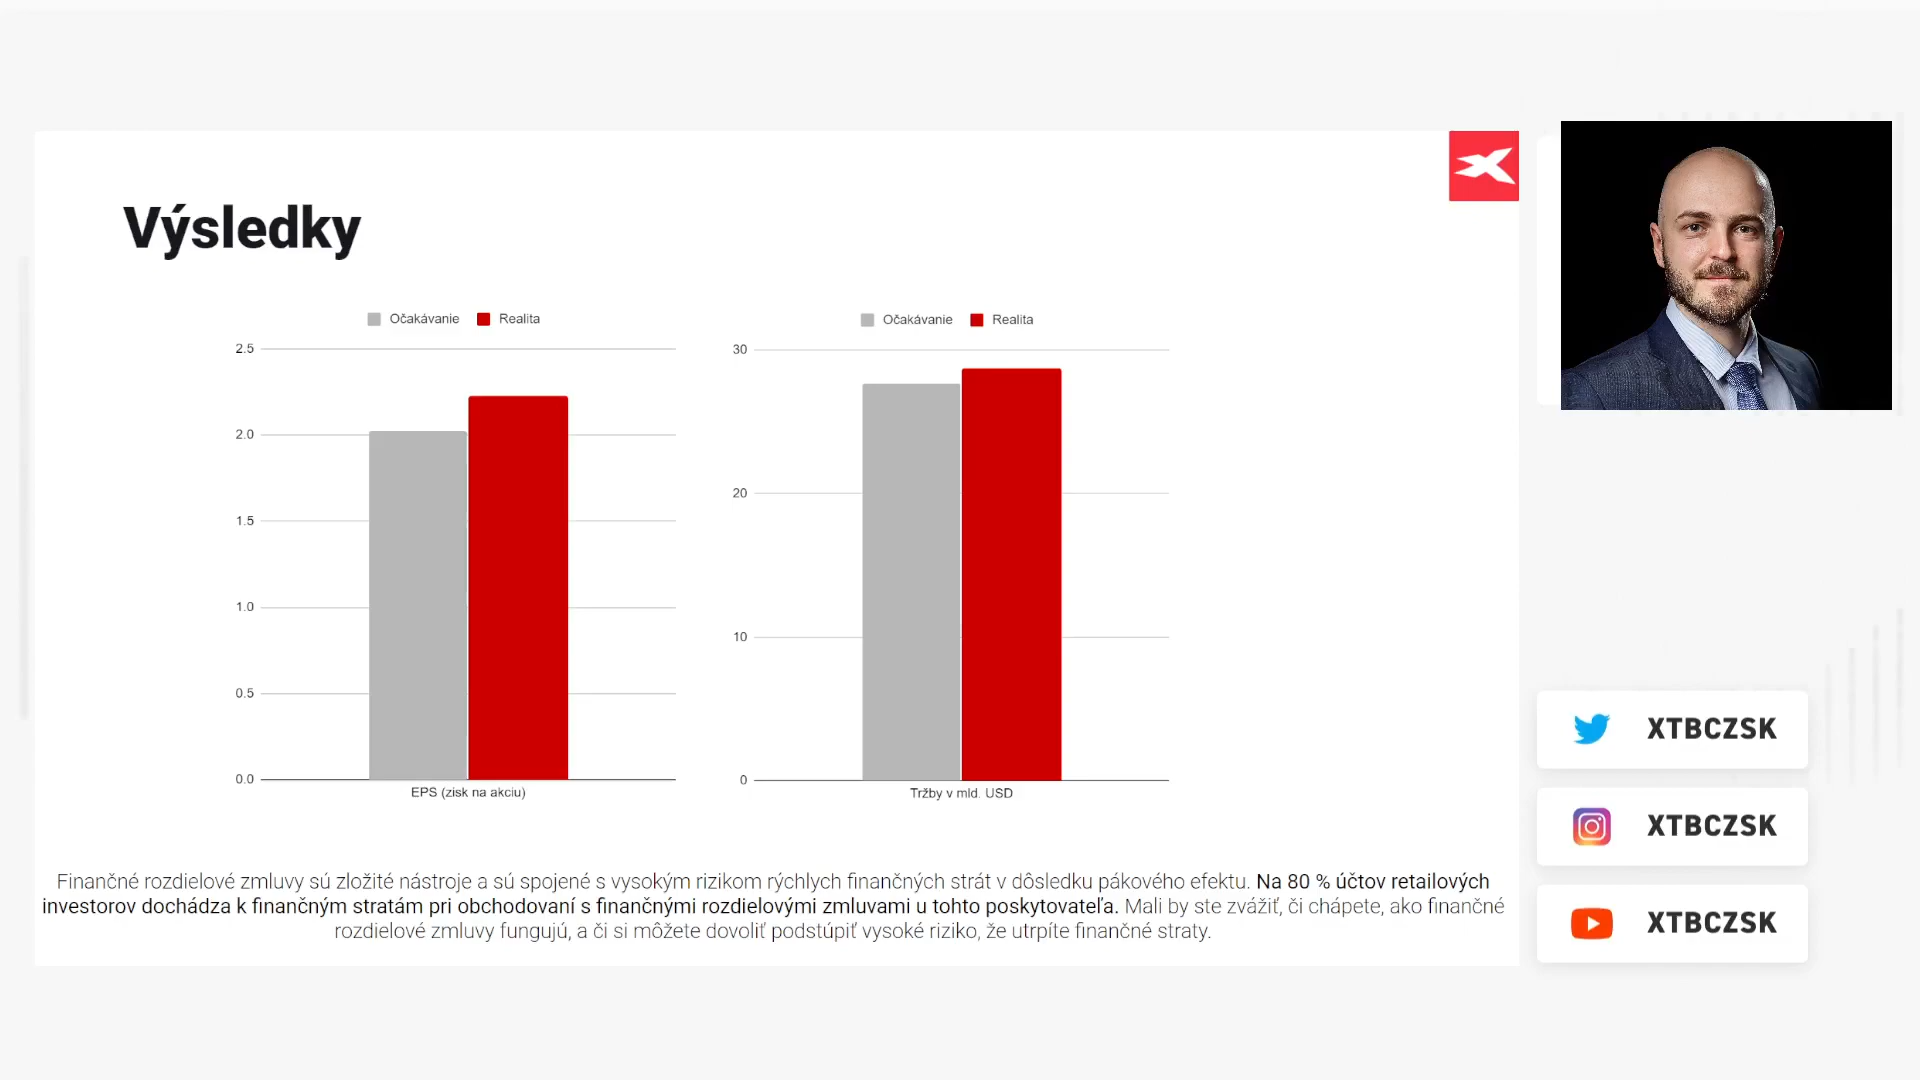 Výsledky
Očakávanie Realita
2.5
2.0
1.5
1.0
0.5
0.0
EPS (zisk na akciu)
Očakávanie Realita
30
20
10
0
Tržby v mld. USD
Finančné rozdielové zmluvy sú zložité nástroje a sú spojené s vysokým rizikom rýchlych finančných strát v dôsledku pákového efektu. Na 80 % účtov retailových
investorov dochádza k finančným stratám pri obchodovaní s finančnými rozdielovými zmluvami u tohto poskytovateľa. Mali by ste zvážiť, či chápete, ako finančné
rozdielové zmluvy fungujú, a či si môžete dovoliť podstúpiť vysoké riziko, že utrpíte finančné straty.
XTBCZSK
XTBCZSK
XTBCZSK